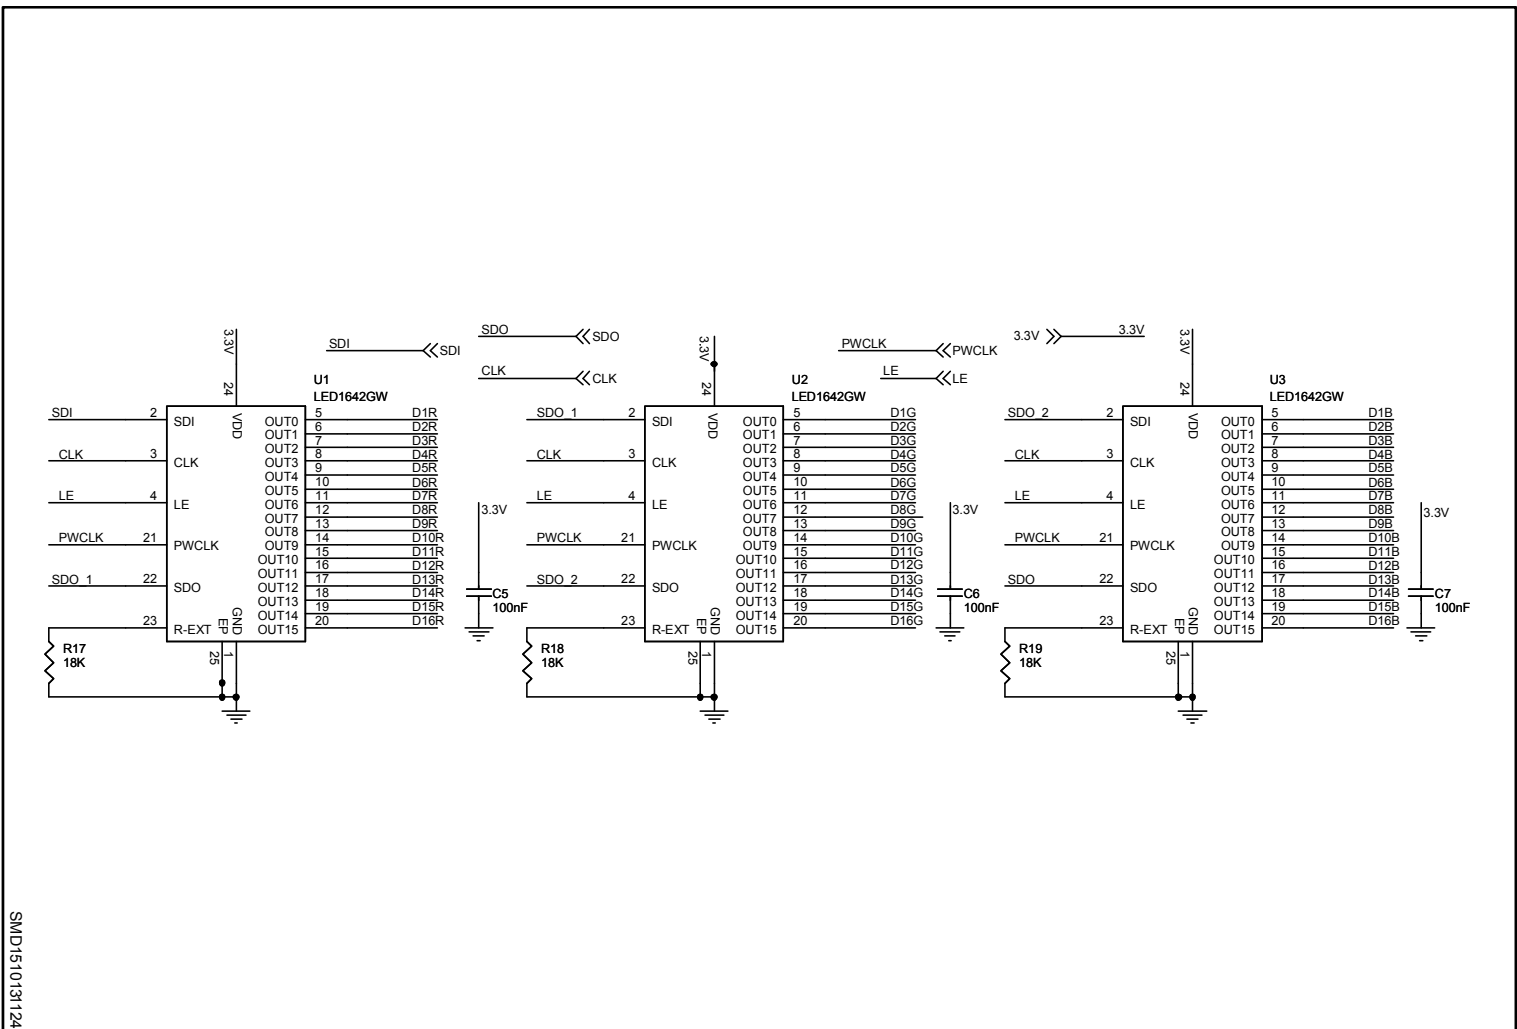 3.3V
SDI
SDI
SDO
SDO
CLK
CLK
3.3V
PWCLK
PWCLK
LE
LE
3.3V
3.3V
3.3V
U1
LED1642GW
24
VDD
SDI 2 SDI
CLK 3 CLK
LE 4 LE
PWCLK 21 PWCLK
SDO_1 22 SDO
23 R-EXT
OUT0 5 D1R
OUT1 6 D2R
OUT2 7 D3R
OUT3 8 D4R
OUT4 9 D5R
OUT5 10 D6R
OUT6 11 D7R
OUT7 12 D8R
OUT8 13 D9R
OUT9 14 D10R
OUT10 15 D11R
OUT11 16 D12R
OUT12 17 D13R
OUT13 18 D14R
OUT14 19 D15R
OUT15 20 D16R
EP GND
25 1
R17
18K
3.3V
C5
100nF
U2
LED1642GW
24
VDD
SDO_1 2 SDI
CLK 3 CLK
LE 4 LE
PWCLK 21 PWCLK
SDO_2 22 SDO
23 R-EXT
OUT0 5 D1G
OUT1 6 D2G
OUT2 7 D3G
OUT3 8 D4G
OUT4 9 D5G
OUT5 10 D6G
OUT6 11 D7G
OUT7 12 D8G
OUT8 13 D9G
OUT9 14 D10G
OUT10 15 D11G
OUT11 16 D12G
OUT12 17 D13G
OUT13 18 D14G
OUT14 19 D15G
OUT15 20 D16G
EP GND
25 1
R18
18K
3.3V
C6
100nF
U3
LED1642GW
24
VDD
SDO_2 2 SDI
CLK 3 CLK
LE 4 LE
PWCLK 21 PWCLK
SDO 22 SDO
23 R-EXT
OUT0 5 D1B
OUT1 6 D2B
OUT2 7 D3B
OUT3 8 D4B
OUT4 9 D5B
OUT5 10 D6B
OUT6 11 D7B
OUT7 12 D8B
OUT8 13 D9B
OUT9 14 D10B
OUT10 15 D11B
OUT11 16 D12B
OUT12 17 D13B
OUT13 18 D14B
OUT14 19 D15B
OUT15 20 D16B
EP GND
25 1
R19
18K
3.3V
C7
100nF
SMD1510131124